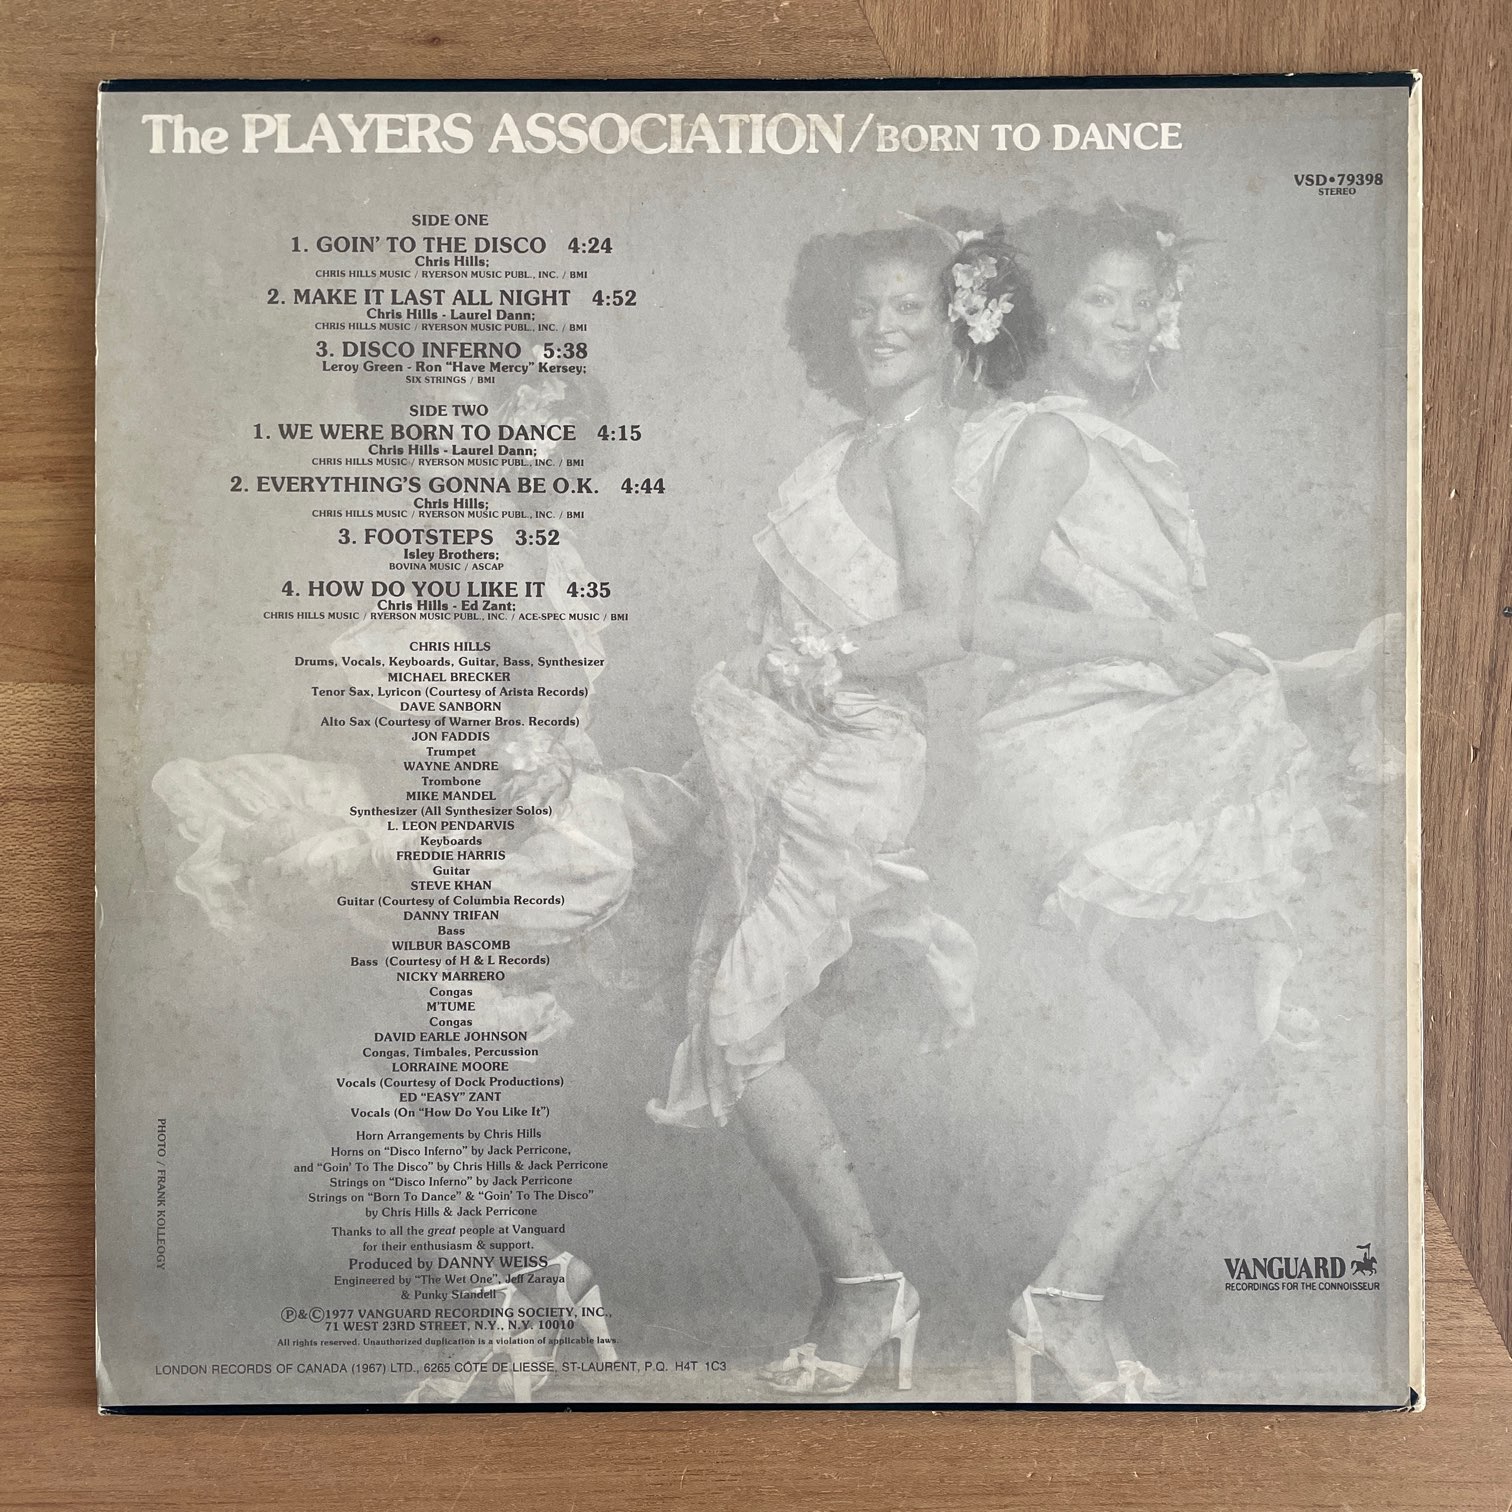 The PLAYERS ASSOCIATION/BORN TO DANCE
VSD•79398
STEREO
SIDE ONE
1. GOIN' TO THE DISCO 4:24
Chris Hills;
CHRIS HILLS MUSIC / RYERSON MUSIC PUBL., INC. / BMI
2. MAKE IT LAST ALL NIGHT 4:52
Chris Hills - Laurel Dann;
CHRIS HILLS MUSIC / RYERSON MUSIC PUBL., INC. / BMI
3. DISCO INFERNO 5:38
Leroy Green - Ron "Have Mercy" Kersey;
SIX STRINGS / BMI
SIDE TWO
1. WE WERE BORN TO DANCE 4:15
Chris Hills - Laurel Dann;
CHRIS HILLS MUSIC / RYERSON MUSIC PUBL., INC. / BMI
2. EVERYTHING'S GONNA BE O.K. 4:44
Chris Hills;
CHRIS HILLS MUSIC / RYERSON MUSIC PUBL., INC. / BMI
3. FOOTSTEPS 3:52
Isley Brothers;
BOVINA MUSIC / ASCAP
4. HOW DO YOU LIKE IT 4:35
Chris Hills - Ed Zant;
CHRIS HILLS MUSIC / RYERSON MUSIC PUBL., INC. / ACE-SPEC MUSIC / BMI
CHRIS HILLS
Drums, Vocals, Keyboards, Guitar, Bass, Synthesizer
MICHAEL BRECKER
Tenor Sax, Lyricon (Courtesy of Arista Records)
DAVE SANBORN
Alto Sax (Courtesy of Warner Bros. Records)
JON FADDIS
Trumpet
WAYNE ANDRE
Trombone
MIKE MANDEL
Synthesizer (All Synthesizer Solos)
L. LEON PENDARVIS
Keyboards
FREDDIE HARRIS
Guitar
STEVE KHAN
Guitar (Courtesy of Columbia Records)
DANNY TRIFAN
Bass
WILBUR BASCOMB
Bass (Courtesy of H & L Records)
NICKY MARRERO
Congas
M'TUME
Congas
DAVID EARLE JOHNSON
Congas, Timbales, Percussion
LORRAINE MOORE
Vocals (Courtesy of Dock Productions)
ED "EASY" ZANT
Vocals (On "How Do You Like It")
Horn Arrangements by Chris Hills
Horns on "Disco Inferno" by Jack Perricone,
and "Goin' To The Disco" by Chris Hills & Jack Perricone
Strings on "Disco Inferno" by Jack Perricone
Strings on "Born To Dance" & "Goin' To The Disco"
by Chris Hills & Jack Perricone
Thanks to all the great people at Vanguard
for their enthusiasm & support.
Produced by DANNY WEISS
Engineered by "The Wet One", Jeff Zaraya
& Punky Standell
Ⓟ&Ⓒ1977 VANGUARD RECORDING SOCIETY, INC.,
71 WEST 23RD STREET, N.Y., N.Y. 10010
All rights reserved. Unauthorized duplication is a violation of applicable laws.
LONDON RECORDS OF CANADA (1967) LTD., 6265 CÔTE DE LIESSE, ST-LAURENT, P.Q. H4T 1C3
PHOTO / FRANK KOLLEOGY
VANGUARD
RECORDINGS FOR THE CONNOISSEUR